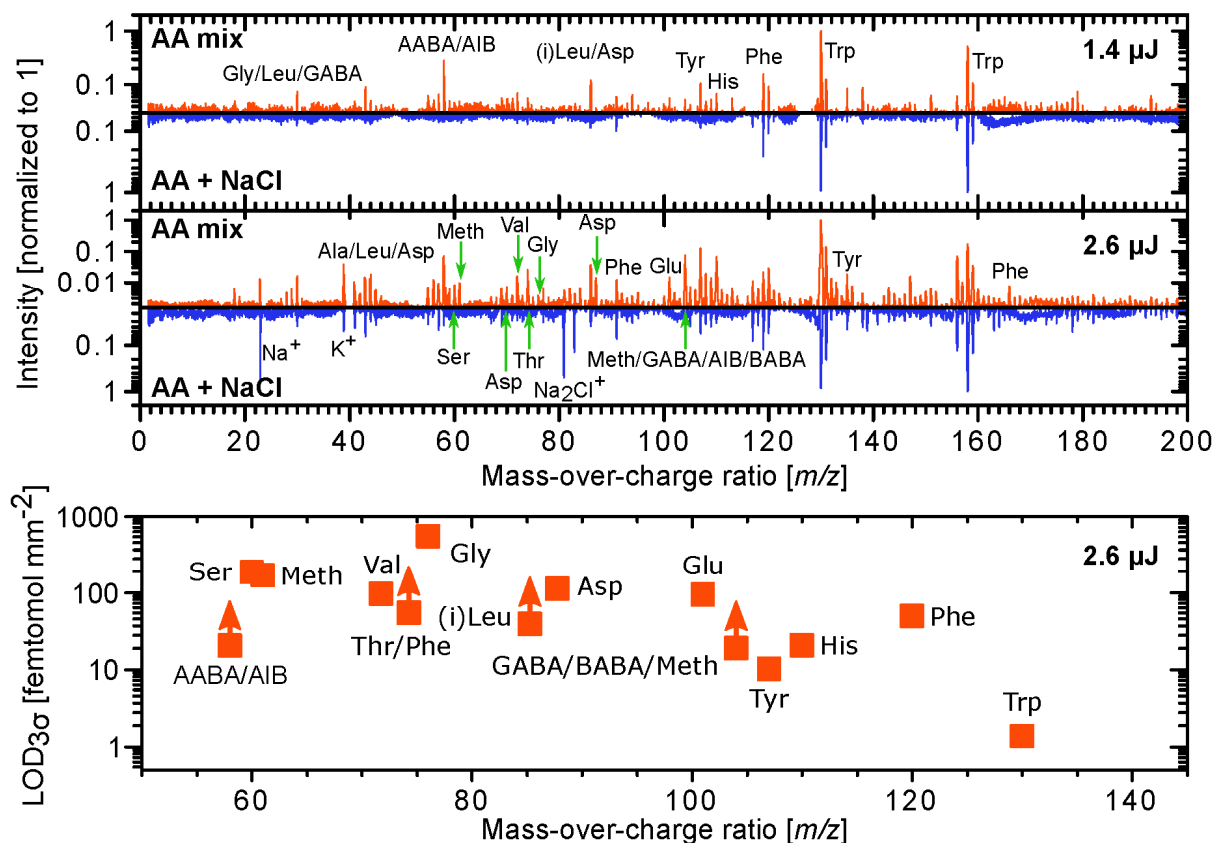 AA mix
AABA/AIB
(i)Leu/Asp
1.4 µJ
Gly/Leu/GABA
Tyr
His
Phe
Trp
Trp
1
0.1
0.1
1
AA + NaCl
Intensity [normalized to 1]
AA mix
Meth
Val
Asp
2.6 µJ
Ala/Leu/Asp
Gly
Phe
Glu
Tyr
Phe
1
0.1
0.01
0.1
1
Na+
K+
Ser
Asp
Thr
Na2Cl+
Meth/GABA/AIB/BABA
AA + NaCl
0 20 40 60 80 100 120 140 160 180 200
Mass-over-charge ratio [m/z]
LOD3σ [femtomol mm−2]
1000
100
10
1
2.6 µJ
Ser
Meth
Val
Gly
AABA/AIB
Thr/Phe
(i)Leu
Asp
Glu
GABA/BABA/Meth
Tyr
His
Phe
Trp
60 80 100 120 140
Mass-over-charge ratio [m/z]